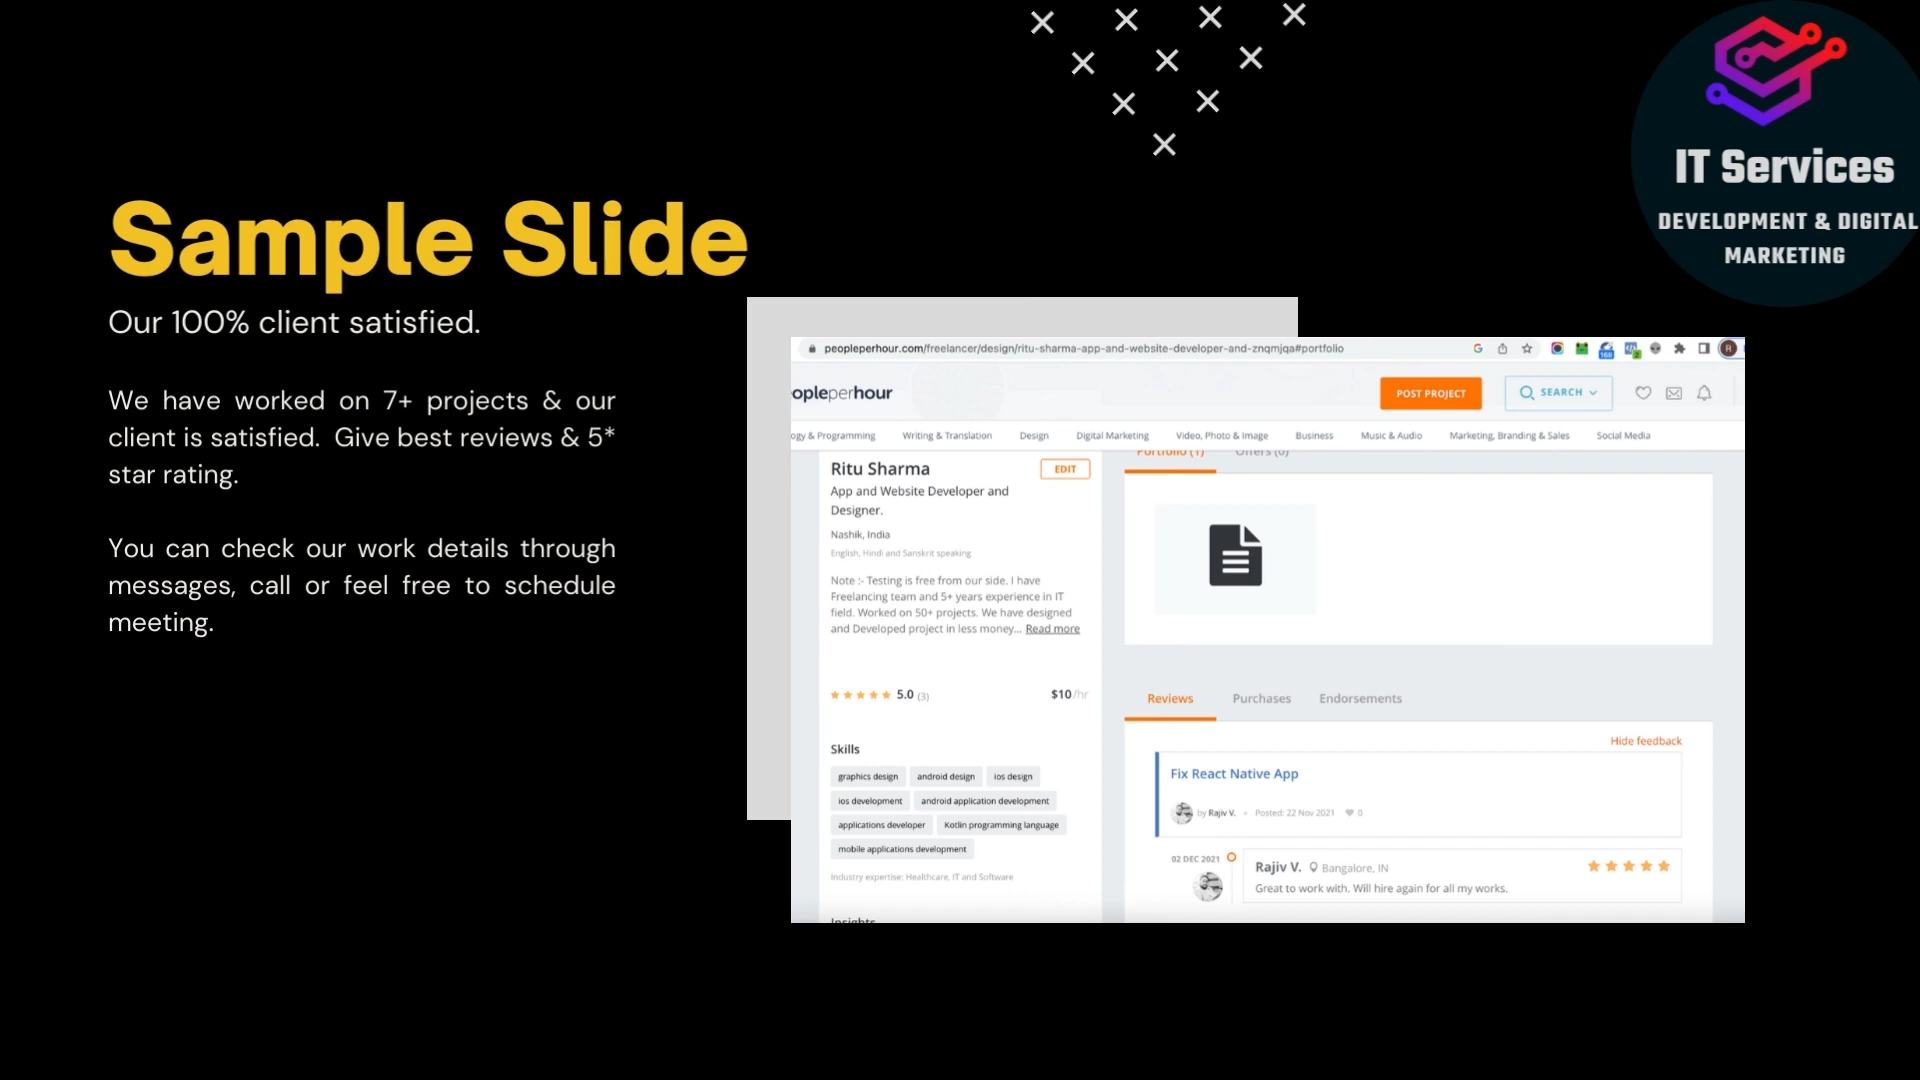 IT Services
DEVELOPMENT & DIGITAL
MARKETING
Sample Slide
Our 100% client satisfied.
We have worked on 7+ projects & our
client is satisfied. Give best reviews & 5*
star rating.
You can check our work details through
messages, call or feel free to schedule
meeting.
peopleperhour.com/freelancer/design/ritu-sharma-app-and-website-developer-and-znqmjqa#portfolio
R
opleperhour
POST PROJECT
SEARCH
ogy & Programming Writing & Translation Design Digital Marketing Video, Photo & Image Business Music & Audio Marketing, Branding & Sales Social Media
Portfolio (1) Offers (0)
Ritu Sharma
EDIT
App and Website Developer and
Designer.
Nashik, India
English, Hindi and Sanskrit speaking
Note :- Testing is free from our side. I have
Freelancing team and 5+ years experience in IT
field. Worked on 50+ projects. We have designed
and Developed project in less money... Read more
5.0 (3) $10/hr
Skills
graphics design android design ios design
ios development android application development
applications developer Kotlin programming language
mobile applications development
Industry expertise: Healthcare, IT and Software
Insights
Reviews Purchases Endorsements
Hide feedback
Fix React Native App
by Rajiv V. Posted: 22 Nov 2021 0
02 DEC 2021
Rajiv V. Bangalore, IN
Great to work with. Will hire again for all my works.